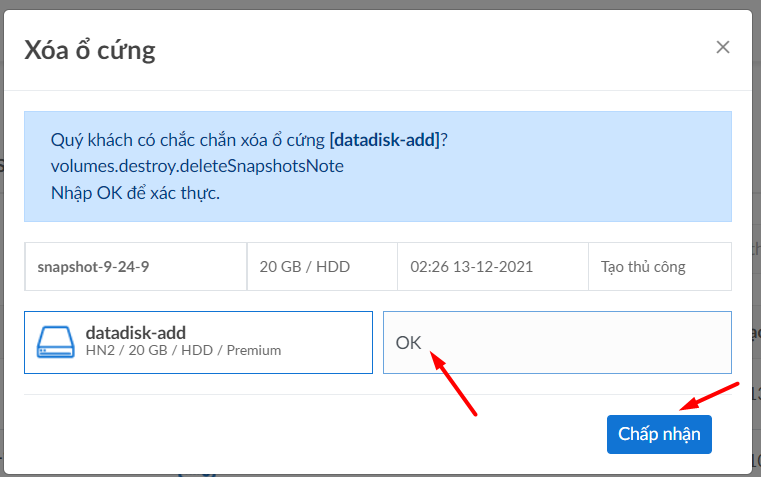 Xóa ổ cứng
×
Quý khách có chắc chắn xóa ổ cứng [datadisk-add]?
volumes.destroy.deleteSnapshotsNote
Nhập OK để xác thực.
snapshot-9-24-9 20 GB / HDD 02:26 13-12-2021 Tạo thủ công
datadisk-add
HN2 / 20 GB / HDD / Premium
OK
Chấp nhận